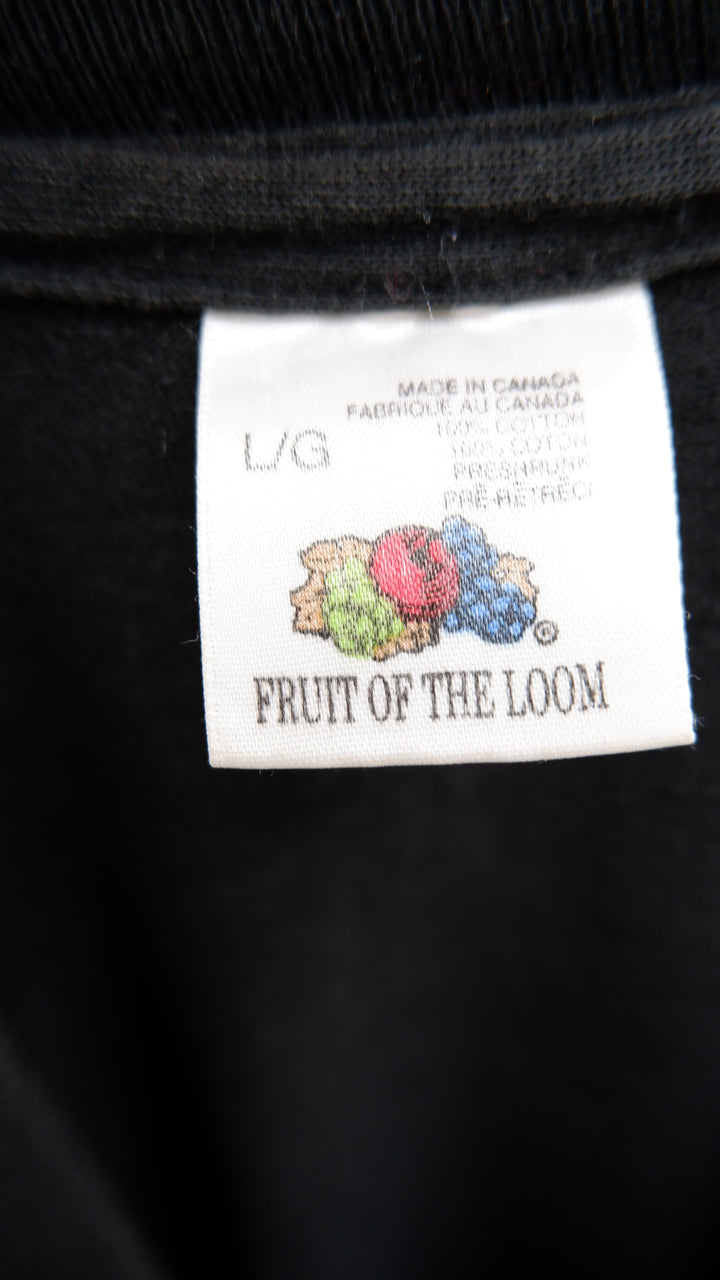 MADE IN CANADA
FABRIQUE AU CANADA
100% COTTON
100% COTON
PRESHRUNK
PRÉ-RÉTRÉCI
L/G
®
FRUIT OF THE LOOM